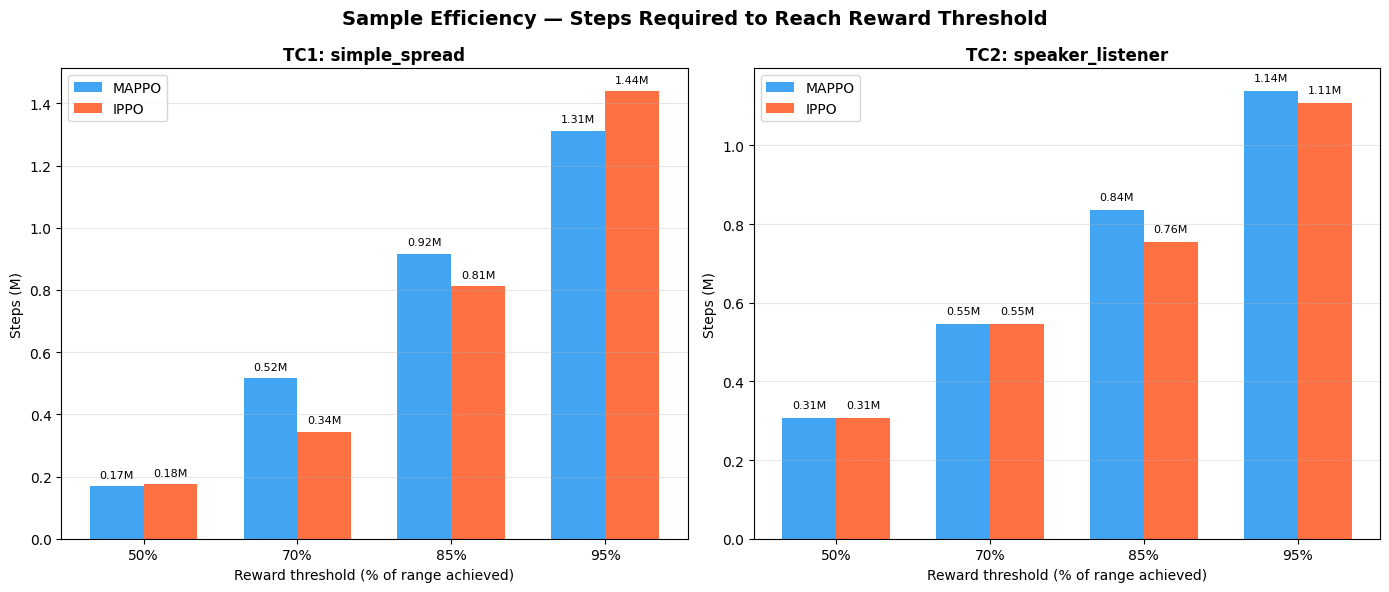 Sample Efficiency — Steps Required to Reach Reward Threshold
TC1: simple_spread
MAPPO
IPPO
Steps (M)
1.4
1.2
1.0
0.8
0.6
0.4
0.2
0.0
0.17M
0.18M
0.52M
0.34M
0.92M
0.81M
1.31M
1.44M
50%
70%
85%
95%
Reward threshold (% of range achieved)
TC2: speaker_listener
MAPPO
IPPO
Steps (M)
1.0
0.8
0.6
0.4
0.2
0.0
0.31M
0.31M
0.55M
0.55M
0.84M
0.76M
1.14M
1.11M
50%
70%
85%
95%
Reward threshold (% of range achieved)